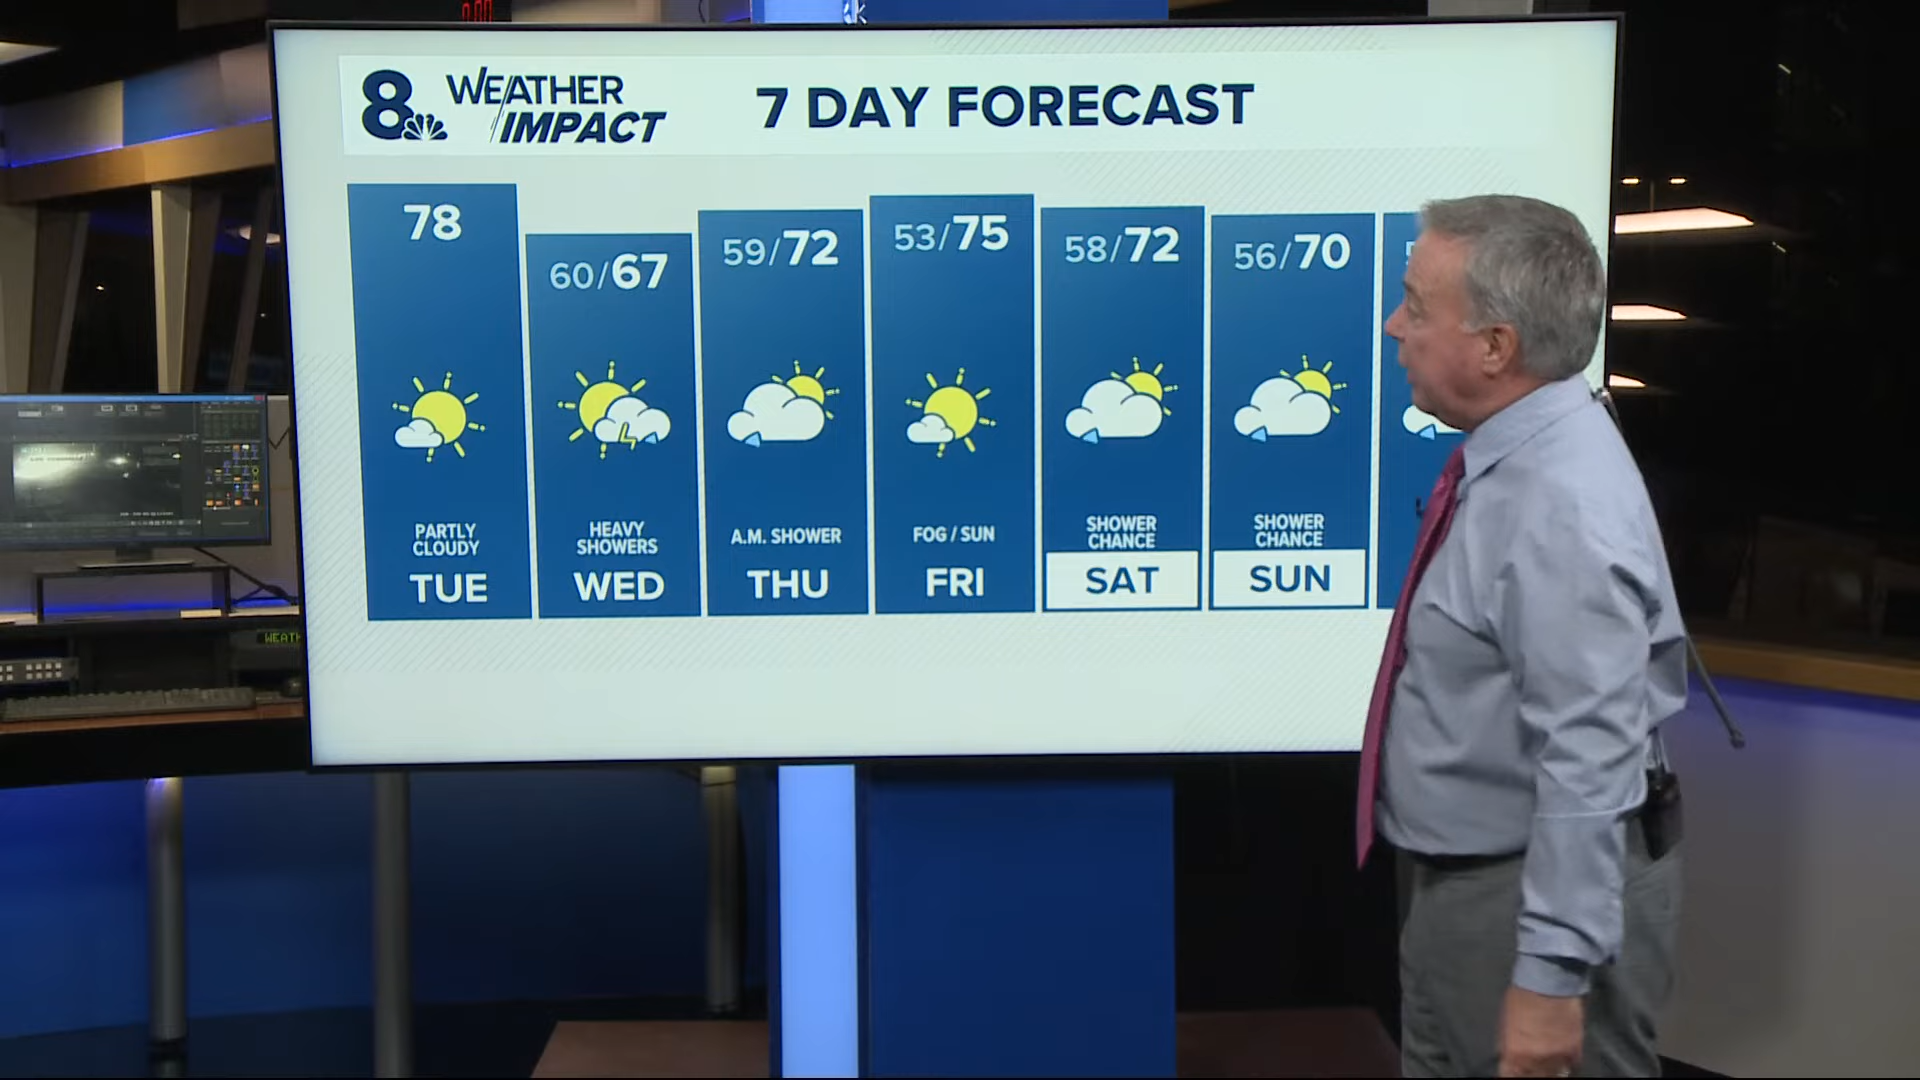 8 WEATHER
IMPACT
7 DAY FORECAST
78
60/67
59/72
53/75
58/72
56/70
PARTLY
CLOUDY
TUE
HEAVY
SHOWERS
WED
A.M. SHOWER
THU
FOG / SUN
FRI
SHOWER
CHANCE
SAT
SHOWER
CHANCE
SUN